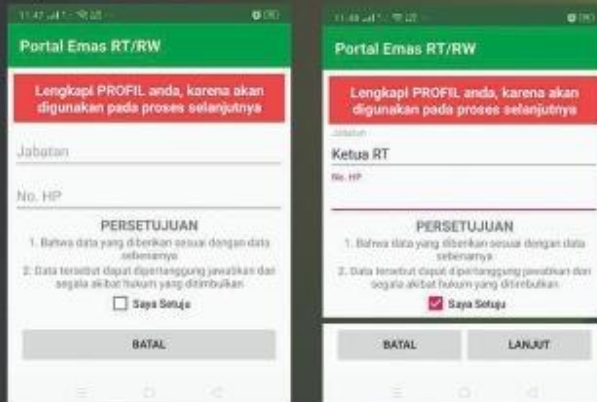 11:47
Portal Emas RT/RW
Lengkapi PROFIL anda, karena akan
digunakan pada proses selanjutnya
Jabatan
No. HP
PERSETUJUAN
1. Bahwa data yang diberikan sesuai dengan data
sebenarnya
2. Data tersebut dapat dipertanggung jawabkan dan
segala akibat hukum yang ditimbulkan
Saya Setuju
BATAL
11:48
Portal Emas RT/RW
Lengkapi PROFIL anda, karena akan
digunakan pada proses selanjutnya
Jabatan
Ketua RT
No. HP
PERSETUJUAN
1. Bahwa data yang diberikan sesuai dengan data
sebenarnya
2. Data tersebut dapat dipertanggung jawabkan dan
segala akibat hukum yang ditimbulkan
Saya Setuju
BATAL
LANJUT